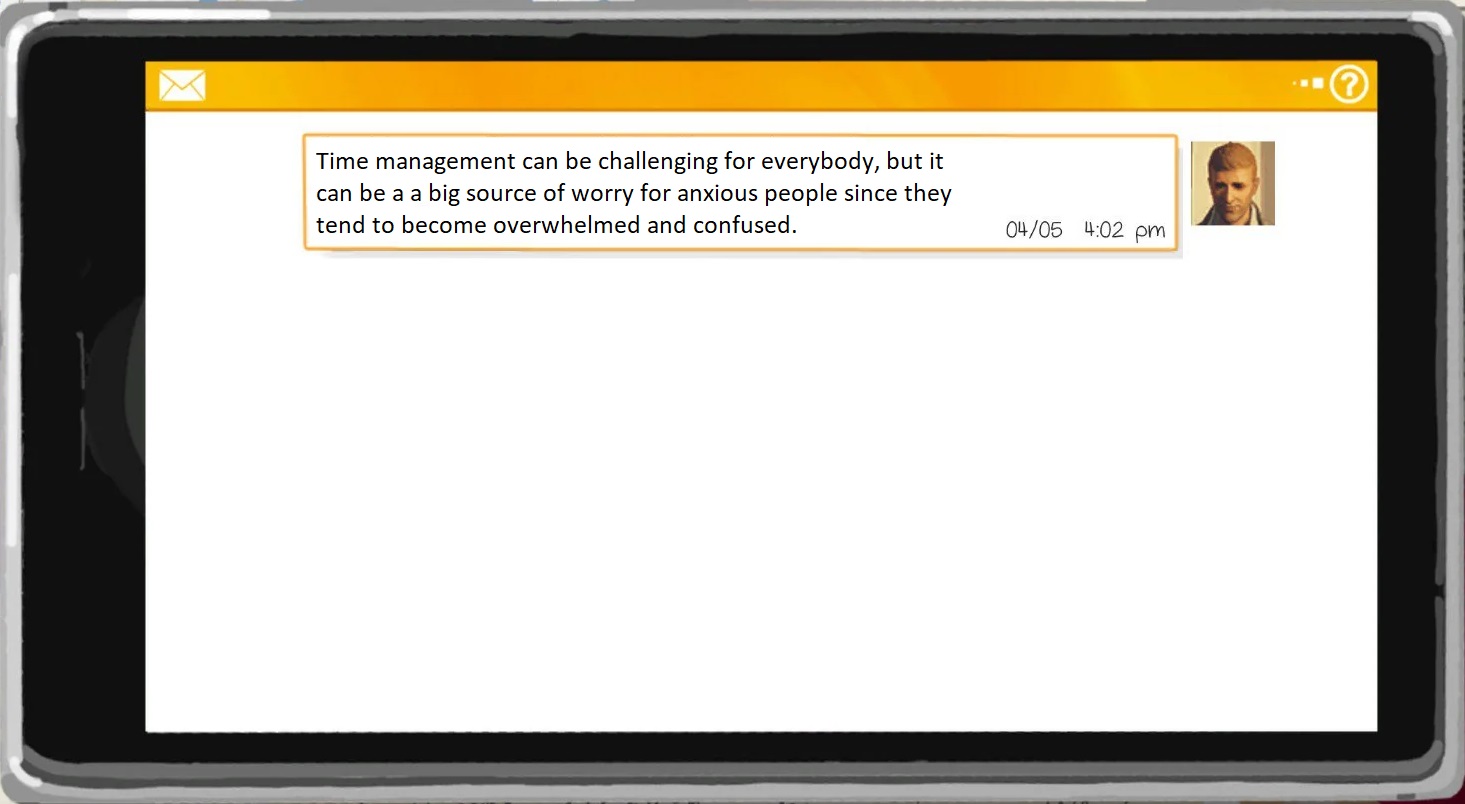 Time management can be challenging for everybody, but it
can be a a big source of worry for anxious people since they
tend to become overwhelmed and confused.
04/05 4:02 pm